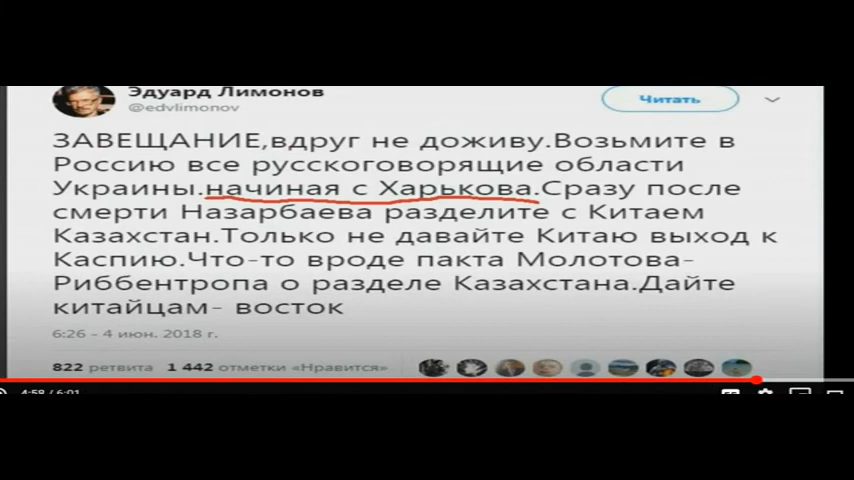 Эдуард Лимонов
@edvlimonov
Читать
ЗАВЕЩАНИЕ,вдруг не доживу.Возьмите в
Россию все русскоговорящие области
Украины.начиная с Харькова.Сразу после
смерти Назарбаева разделите с Китаем
Казахстан.Только не давайте Китаю выход к
Каспию.Что-то вроде пакта Молотова-
Риббентропа о разделе Казахстана.Дайте
китайцам- восток
6:26 - 4 июн. 2018 г.
822 ретвита 1 442 отметки «Нравится»
4:58 / 6:01